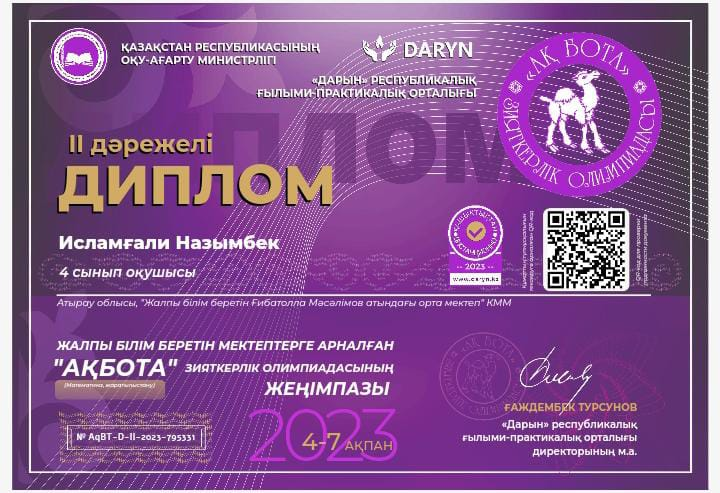 ҚАЗАҚСТАН РЕСПУБЛИКАСЫНЫҢ
ОҚУ-АҒАРТУ МИНИСТРЛІГІ
DARYN
«ДАРЫН» РЕСПУБЛИКАЛЫҚ
ҒЫЛЫМИ-ПРАКТИКАЛЫҚ ОРТАЛЫҒЫ
«АҚ БОТА»
ЗИЯТКЕРЛІК ОЛИМПИАДАСЫ
II дәрежелі
ДИПЛОМ
Исламғали Назымбек
4 сынып оқушысы
2023
www.daryn.kz
Атырау облысы, "Жалпы білім беретін Ғибатолла Мәсәлімов атындағы орта мектеп" КММ
ЖАЛПЫ БІЛІМ БЕРЕТІН МЕКТЕПТЕРГЕ АРНАЛҒАН
"АҚБОТА" ЗИЯТКЕРЛІК ОЛИМПИАДАСЫНЫҢ
(Математика, жаратылыстану)
ЖЕҢІМПАЗЫ
№ AqBT-D-II-2023-795331
2023
4-7 АҚПАН
ҒАЖДЕМБЕК ТУРСУНОВ
«Дарын» республикалық
ғылыми-практикалық орталығы
директорының м.а.